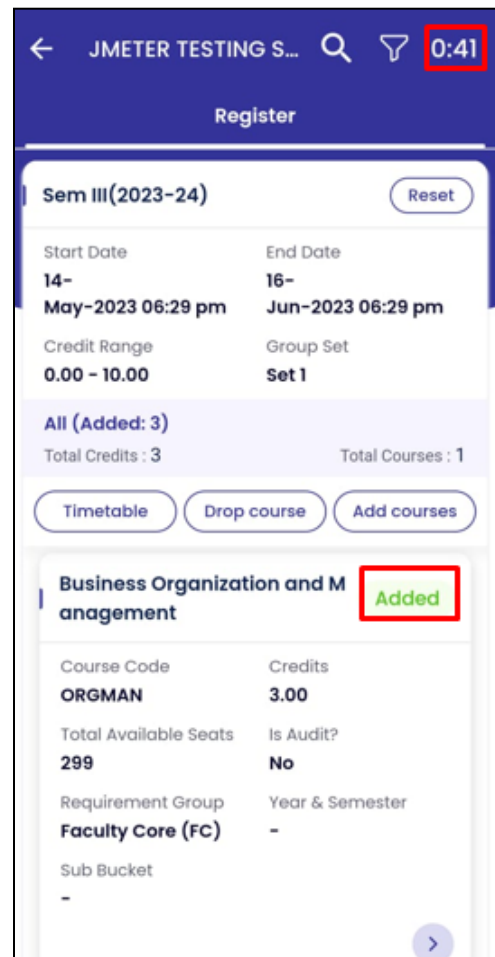 JMETER TESTING S... 0:41
Register
Sem III(2023-24) Reset
Start Date End Date
14- 16-
May-2023 06:29 pm Jun-2023 06:29 pm
Credit Range Group Set
0.00 - 10.00 Set 1
All (Added: 3)
Total Credits : 3 Total Courses : 1
Timetable Drop course Add courses
Business Organization and M
anagement Added
Course Code Credits
ORGMAN 3.00
Total Available Seats Is Audit?
299 No
Requirement Group Year & Semester
Faculty Core (FC) -
Sub Bucket
-